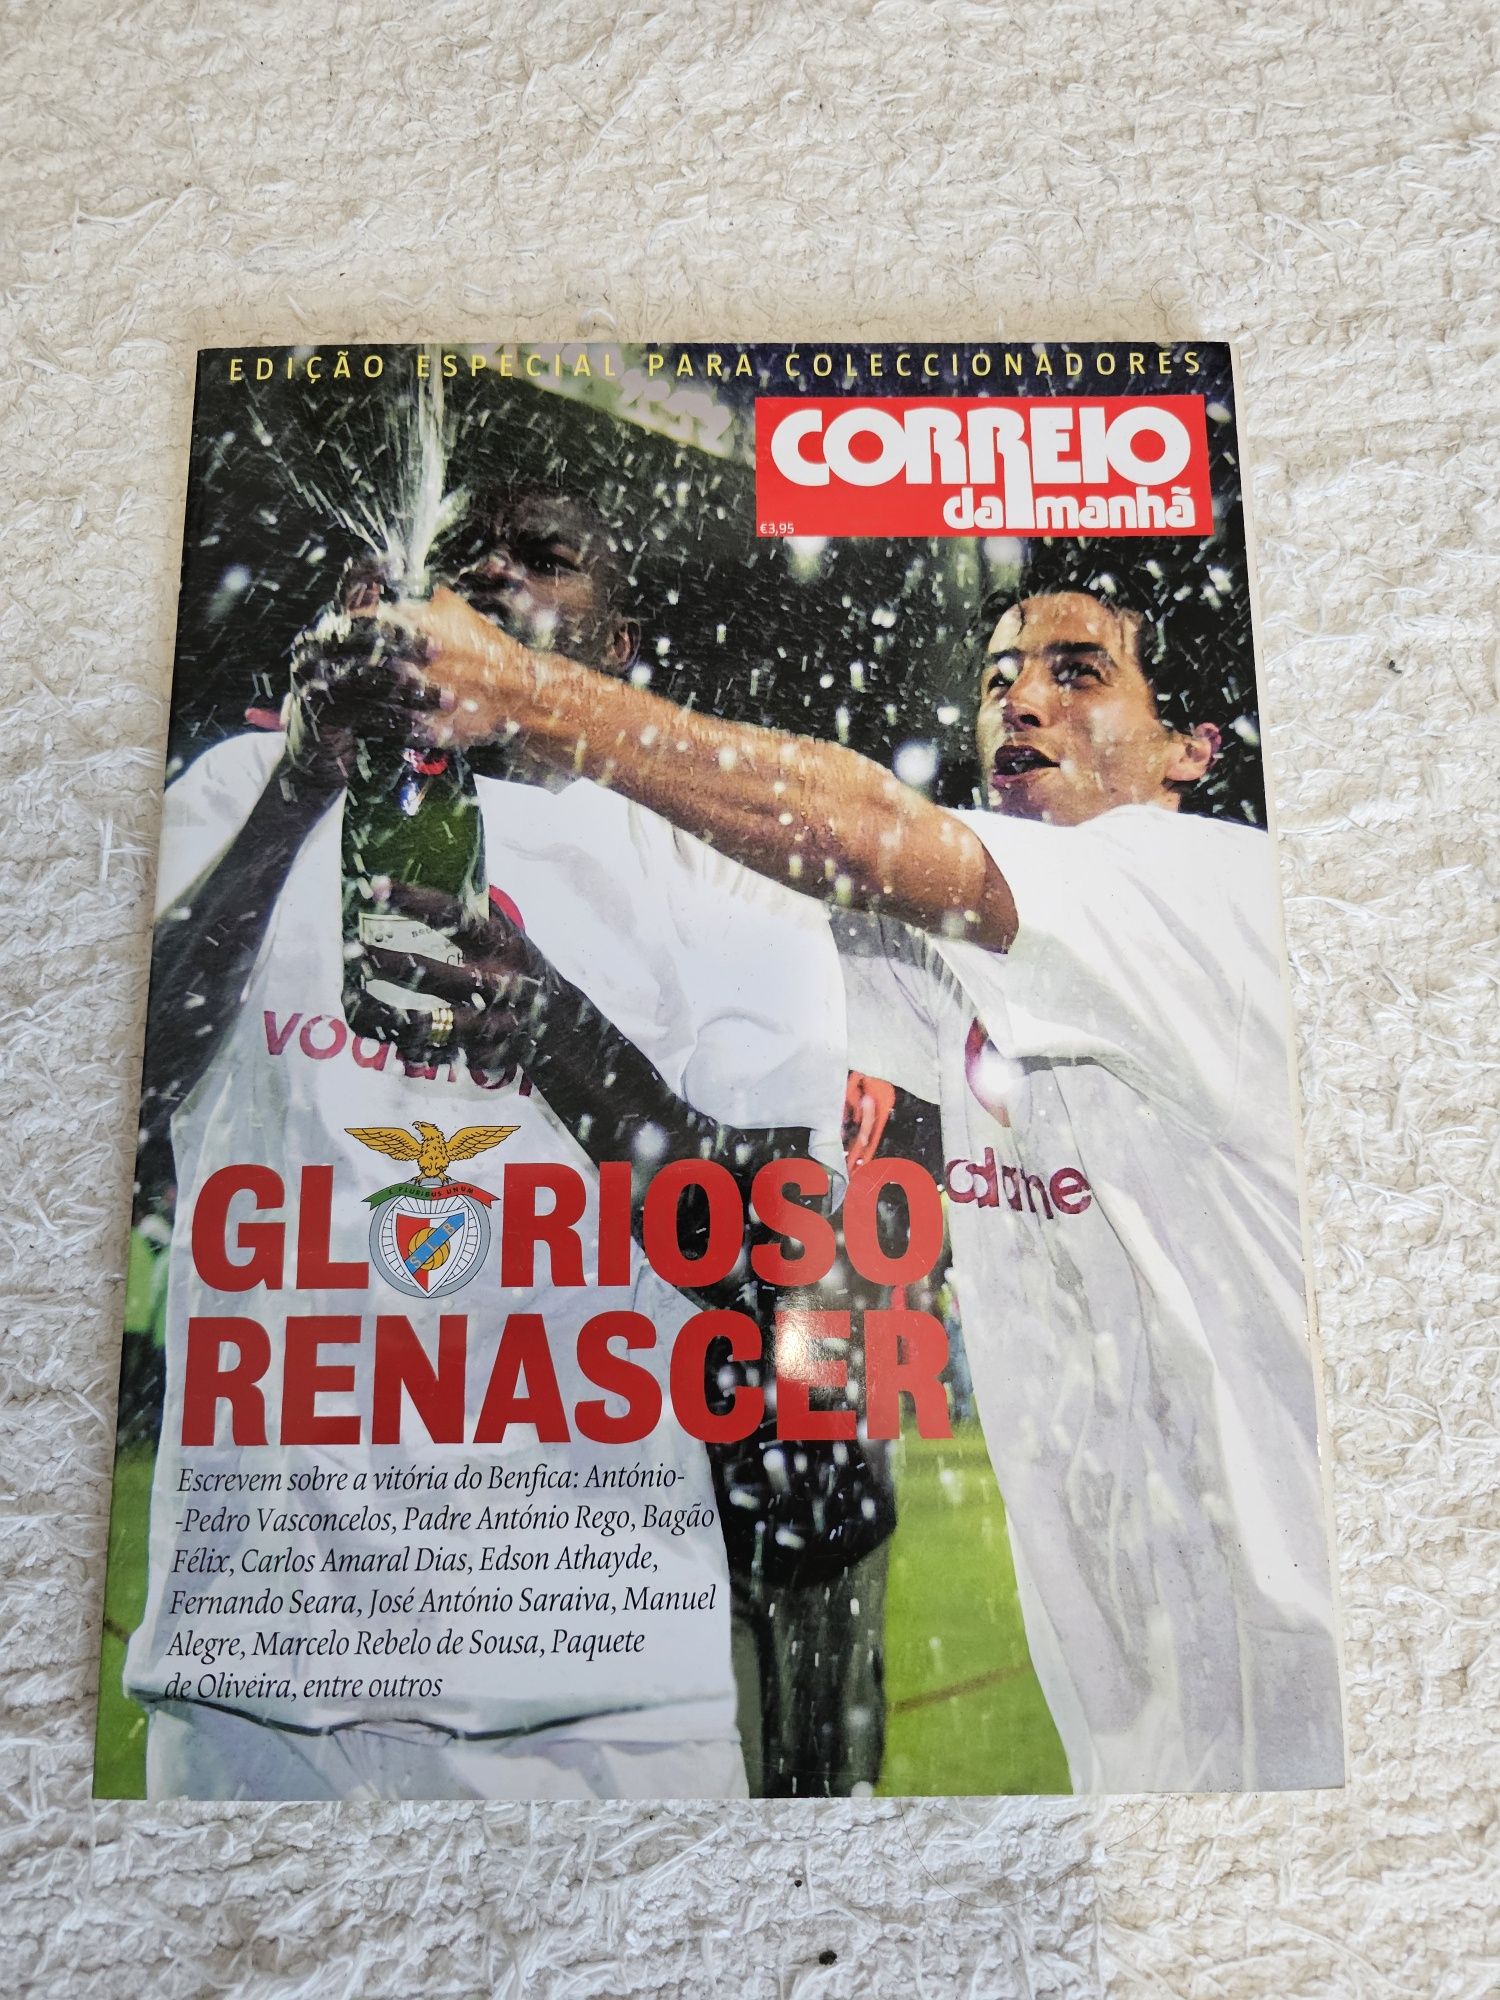 EDIÇÃO ESPECIAL PARA COLECCIONADORES
CORREIO
da manhã
€3,95
vodafon
E PLURIBUS UNUM
SLB
GLORIOSO
RENASCER
Escrevem sobre a vitória do Benfica: António-
-Pedro Vasconcelos, Padre António Rego, Bagão
Félix, Carlos Amaral Dias, Edson Athayde,
Fernando Seara, José António Saraiva, Manuel
Alegre, Marcelo Rebelo de Sousa, Paquete
de Oliveira, entre outros